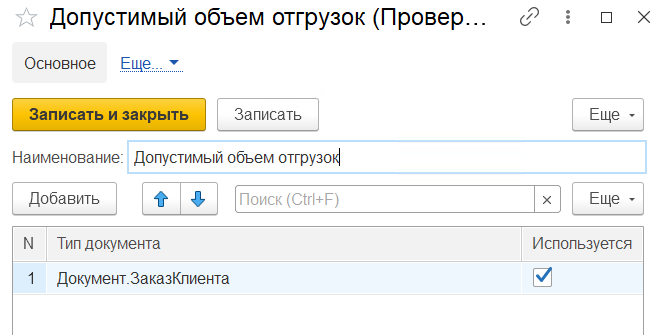 Допустимый объем отгрузок (Провер...
Основное Еще...
Записать и закрыть Записать Еще
Наименование: Допустимый объем отгрузок
Добавить Поиск (Ctrl+F) × Еще
N Тип документа Используется
1 Документ.ЗаказКлиента